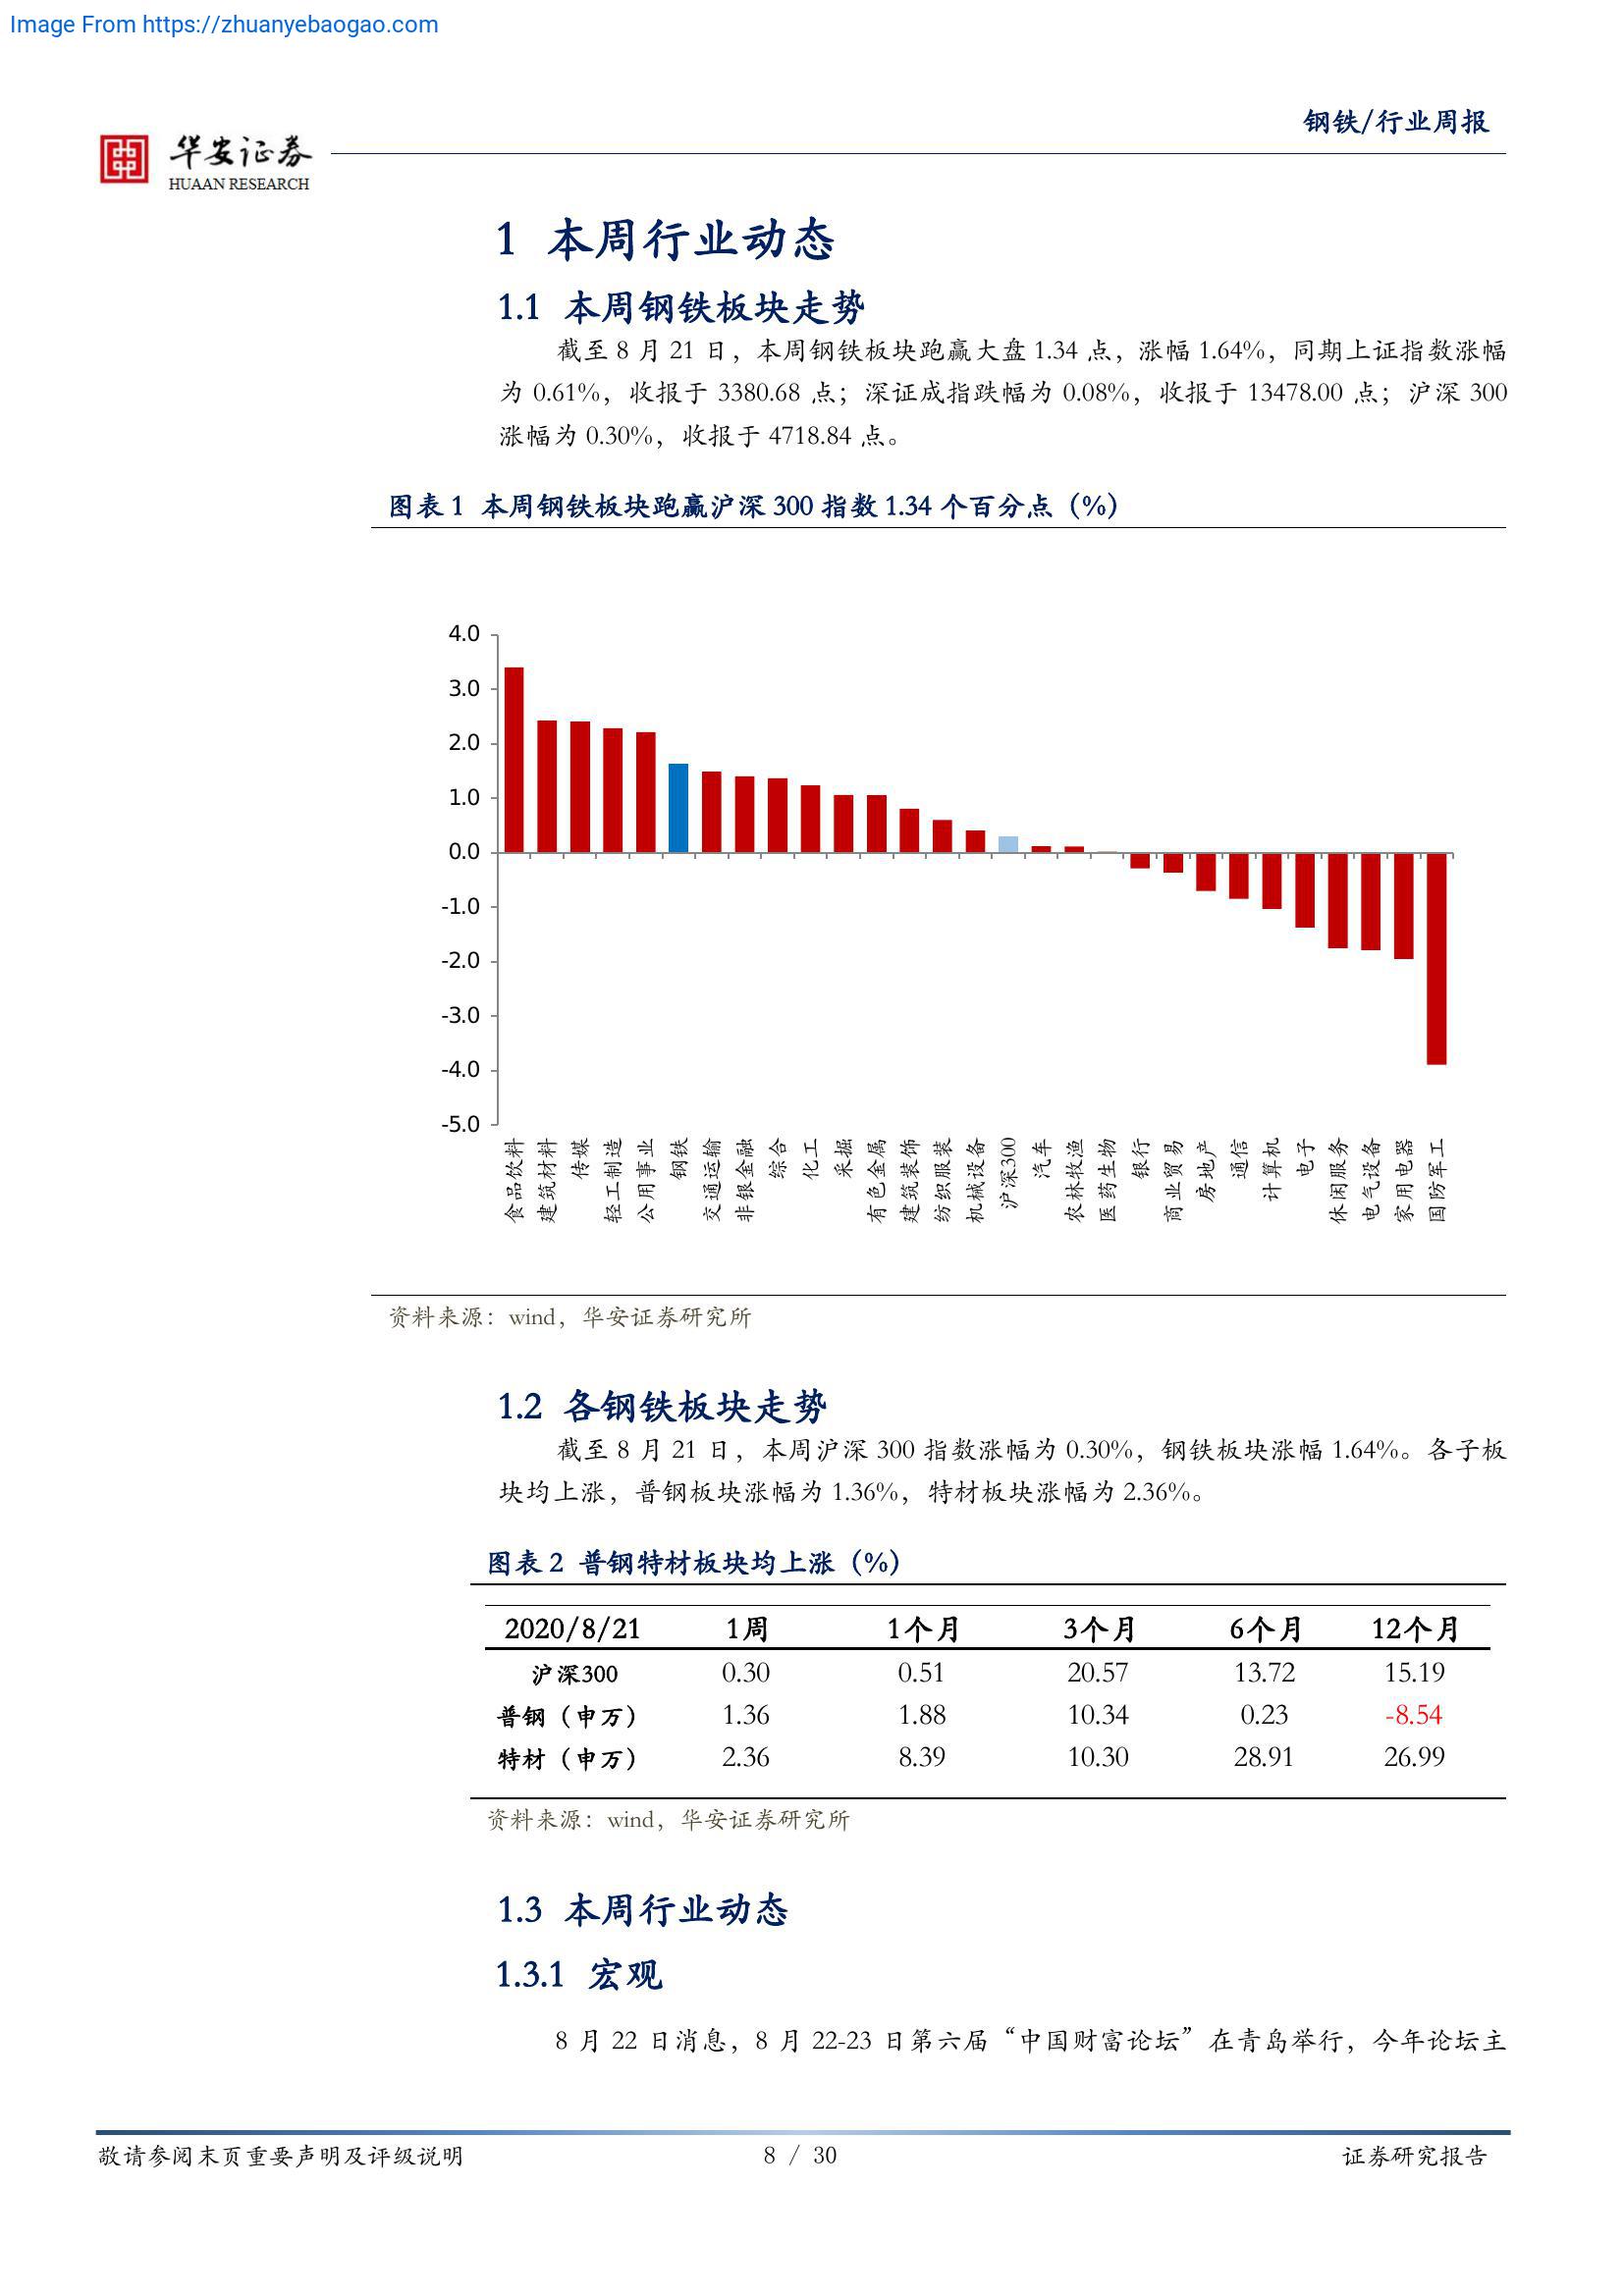 Image From https://zhuanyebaogao.com
钢铁/行业周报
华安证券
HUAAN RESEARCH
1 本周行业动态
1.1 本周钢铁板块走势
截至 8 月 21 日，本周钢铁板块跑赢大盘 1.34 点，涨幅 1.64%，同期上证指数涨幅
为 0.61%，收报于 3380.68 点；深证成指跌幅为 0.08%，收报于 13478.00 点；沪深 300
涨幅为 0.30%，收报于 4718.84 点。
图表 1 本周钢铁板块跑赢沪深 300 指数 1.34 个百分点（%）
4.0
3.0
2.0
1.0
0.0
-1.0
-2.0
-3.0
-4.0
-5.0
食品饮料
建筑材料
传媒
轻工制造
公用事业
钢铁
交通运输
非银金融
综合
化工
采掘
有色金属
建筑装饰
纺织服装
机械设备
沪深300
汽车
农林牧渔
医药生物
银行
商业贸易
房地产
通信
计算机
电子
休闲服务
电气设备
家用电器
国防军工
资料来源：wind，华安证券研究所
1.2 各钢铁板块走势
截至 8 月 21 日，本周沪深 300 指数涨幅为 0.30%，钢铁板块涨幅 1.64%。各子板
块均上涨，普钢板块涨幅为 1.36%，特材板块涨幅为 2.36%。
图表 2 普钢特材板块均上涨（%）
2020/8/21 1周 1个月 3个月 6个月 12个月
沪深300 0.30 0.51 20.57 13.72 15.19
普钢（申万） 1.36 1.88 10.34 0.23 -8.54
特材（申万） 2.36 8.39 10.30 28.91 26.99
资料来源：wind，华安证券研究所
1.3 本周行业动态
1.3.1 宏观
8 月 22 日消息，8 月 22-23 日第六届“中国财富论坛”在青岛举行，今年论坛主
敬请参阅末页重要声明及评级说明 8 / 30 证券研究报告